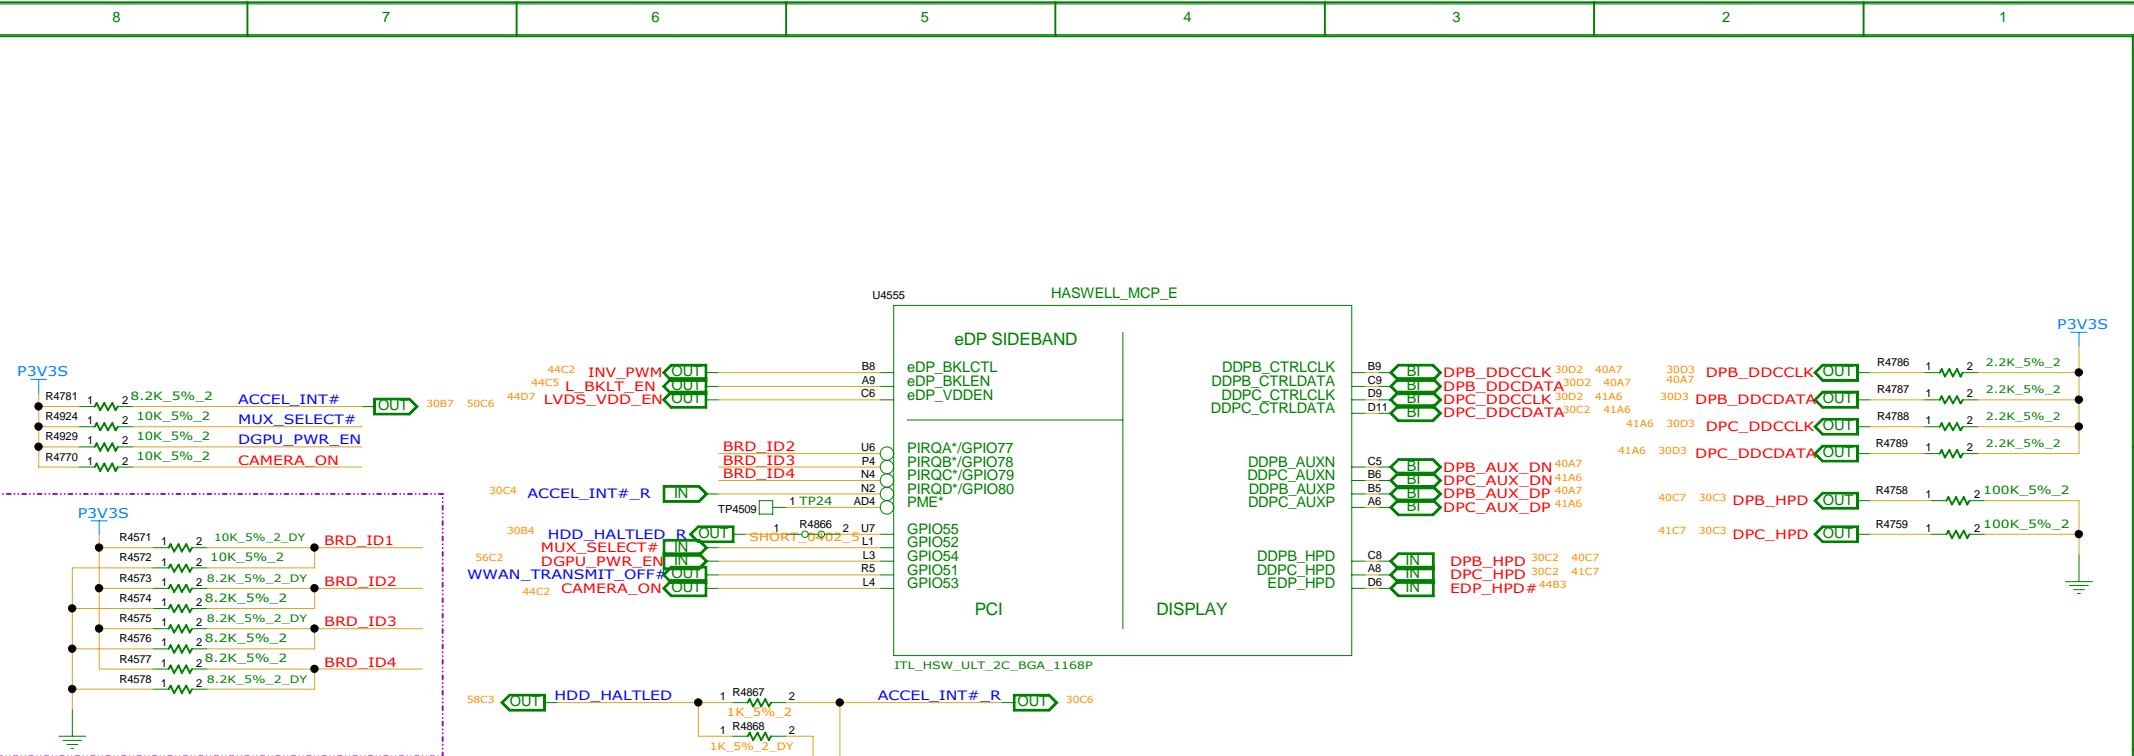 8 7 6 5 4 3 2 1
U4555 HASWELL_MCP_E
eDP SIDEBAND
P3V3S
R4781 1 2 8.2K_5%_2 ACCEL_INT# OUT 30B7 50C6
R4924 1 2 10K_5%_2 MUX_SELECT#
R4929 1 2 10K_5%_2 DGPU_PWR_EN
R4770 1 2 10K_5%_2 CAMERA_ON
P3V3S
R4571 1 2 10K_5%_2_DY BRD_ID1
R4572 1 2 10K_5%_2
R4573 1 2 8.2K_5%_2_DY BRD_ID2
R4574 1 2 8.2K_5%_2
R4575 1 2 8.2K_5%_2_DY BRD_ID3
R4576 1 2 8.2K_5%_2
R4577 1 2 8.2K_5%_2 BRD_ID4
R4578 1 2 8.2K_5%_2_DY
44C2 INV_PWM OUT B8 eDP_BKLCTL
44C5 L_BKLT_EN OUT A9 eDP_BKLEN
44D7 LVDS_VDD_EN OUT C6 eDP_VDDEN
BRD_ID2 U6 PIRQA*/GPIO77
BRD_ID3 P4 PIRQB*/GPIO78
BRD_ID4 N4 PIRQC*/GPIO79
30C4 ACCEL_INT#_R IN N2 PIRQD*/GPIO80
TP4509 1 TP24 AD4 PME*
30B4 HDD_HALTLED_R OUT 1 R4866 2 U7 GPIO55
SHORT_0402_5
MUX_SELECT# IN L1 GPIO52
56C2 DGPU_PWR_EN IN L3 GPIO54
WWAN_TRANSMIT_OFF# OUT R5 GPIO51
44C2 CAMERA_ON OUT L4 GPIO53
PCI DISPLAY
DDPB_CTRLCLK B9 BI DPB_DDCCLK 30D2 40A7
DDPB_CTRLDATA C9 BI DPB_DDCDATA 30D2 40A7
DDPC_CTRLCLK D9 BI DPC_DDCCLK 30D2 41A6
DDPC_CTRLDATA D11 BI DPC_DDCDATA 30C2 41A6
DDPB_AUXN C5 BI DPB_AUX_DN 40A7
DDPC_AUXN B6 BI DPC_AUX_DN 41A6
DDPB_AUXP B5 BI DPB_AUX_DP 40A7
DDPC_AUXP A6 BI DPC_AUX_DP 41A6
DDPB_HPD C8 IN DPB_HPD 30C2 40C7
DDPC_HPD A8 IN DPC_HPD 30C2 41C7
EDP_HPD D6 IN EDP_HPD# 44B3
ITL_HSW_ULT_2C_BGA_1168P
P3V3S
30D3 40A7 DPB_DDCCLK OUT R4786 1 2 2.2K_5%_2
30D3 DPB_DDCDATA OUT R4787 1 2 2.2K_5%_2
41A6 30D3 DPC_DDCCLK OUT R4788 1 2 2.2K_5%_2
41A6 30D3 DPC_DDCDATA OUT R4789 1 2 2.2K_5%_2
40C7 30C3 DPB_HPD OUT R4758 1 2 100K_5%_2
41C7 30C3 DPC_HPD OUT R4759 1 2 100K_5%_2
58C3 OUT HDD_HALTLED 1 R4867 2 ACCEL_INT#_R OUT 30C6
1K_5%_2
1 R4868 2
1K_5%_2_DY